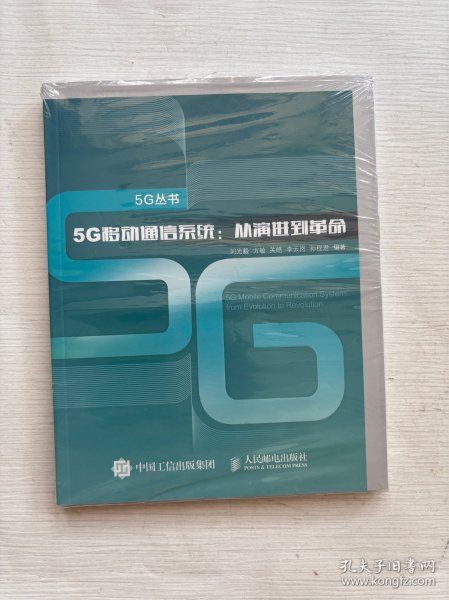 5G丛书
5G移动通信系统：从演进到革命
刘光毅 方敏 关皓 李云岗 孙程君 编著
5G Mobile Communication Systems
from Evolution to Revolution
5G
中国工信出版集团
人民邮电出版社
POSTS & TELECOM PRESS
孔夫子旧书网
www.kongfz.com